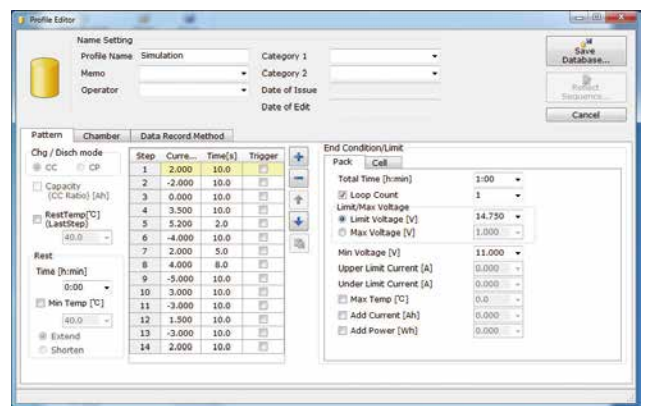 Profile Editor
Name Setting
Profile Name Simulation Category 1
Memo Category 2
Operator Date of Issue
Date of Edit
Save Database...
Reflect Sequence...
Cancel
Pattern Chamber Data Record Method
Chg / Disch mode
CC CP
Capacity (CC Ratio) [Ah]
RestTemp[℃] (LastStep)
40.0
Rest
Time [h:min]
0:00
Min Temp [℃]
40.0
Extend
Shorten
Step Curre... Time[s] Trigger
1 2.000 10.0
2 -2.000 10.0
3 0.000 10.0
4 3.500 10.0
5 5.200 2.0
6 -4.000 10.0
7 2.000 5.0
8 4.000 8.0
9 -5.000 10.0
10 3.000 10.0
11 -3.000 10.0
12 1.500 10.0
13 -3.000 10.0
14 2.000 10.0
End Condition/Limit
Pack Cell
Total Time [h:min] 1:00
Loop Count 1
Limit/Max Voltage
Limit Voltage [V] 14.750
Max Voltage [V] 1.000
Min Voltage [V] 11.000
Upper Limit Current [A] 0.000
Under Limit Current [A] 0.000
Max Temp [℃] 0.0
Add Current [Ah] 0.000
Add Power [Wh] 0.000